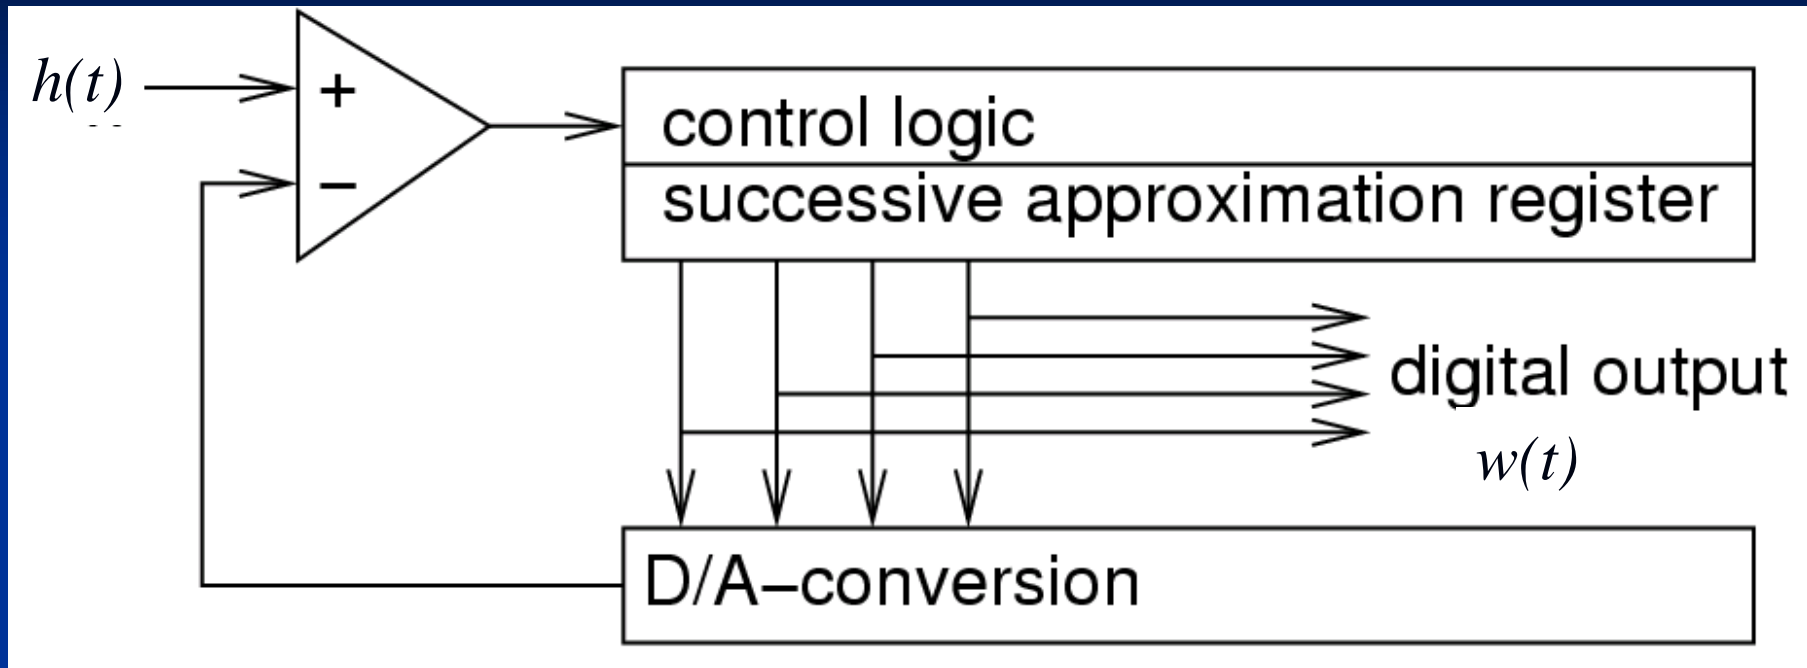 h(t)
+
−
control logic
successive approximation register
digital output
w(t)
D/A−conversion